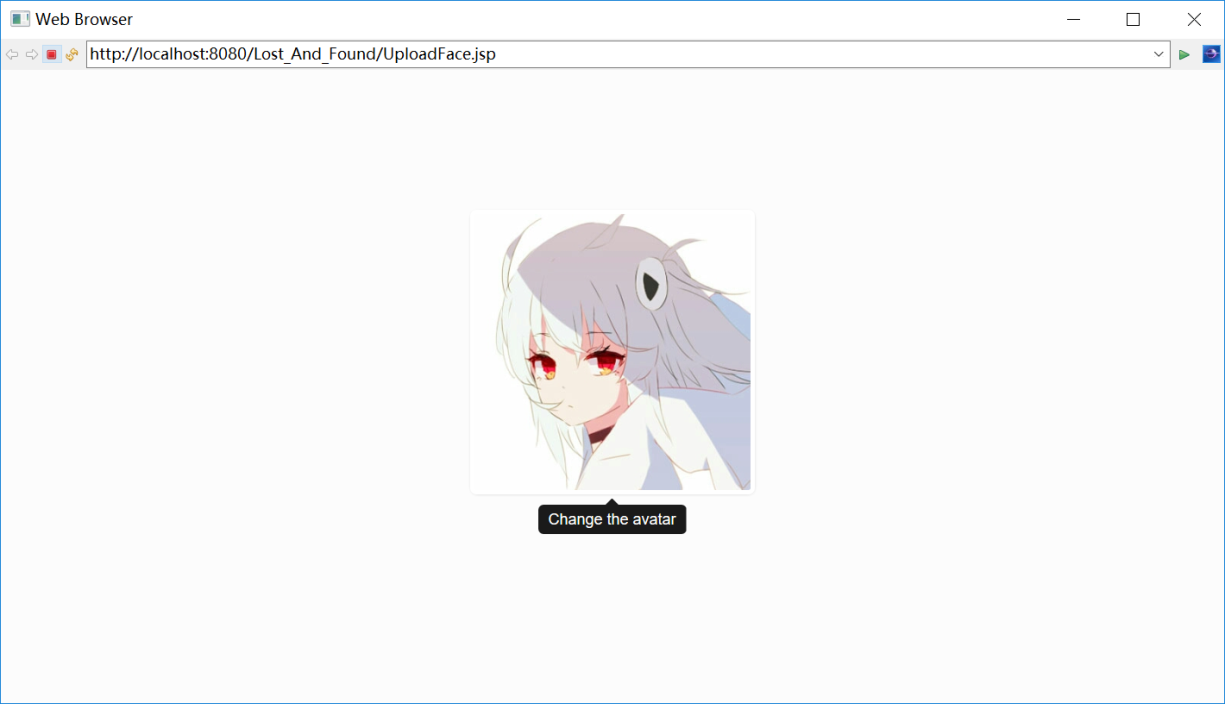 Web Browser
http://localhost:8080/Lost_And_Found/UploadFace.jsp
Change the avatar